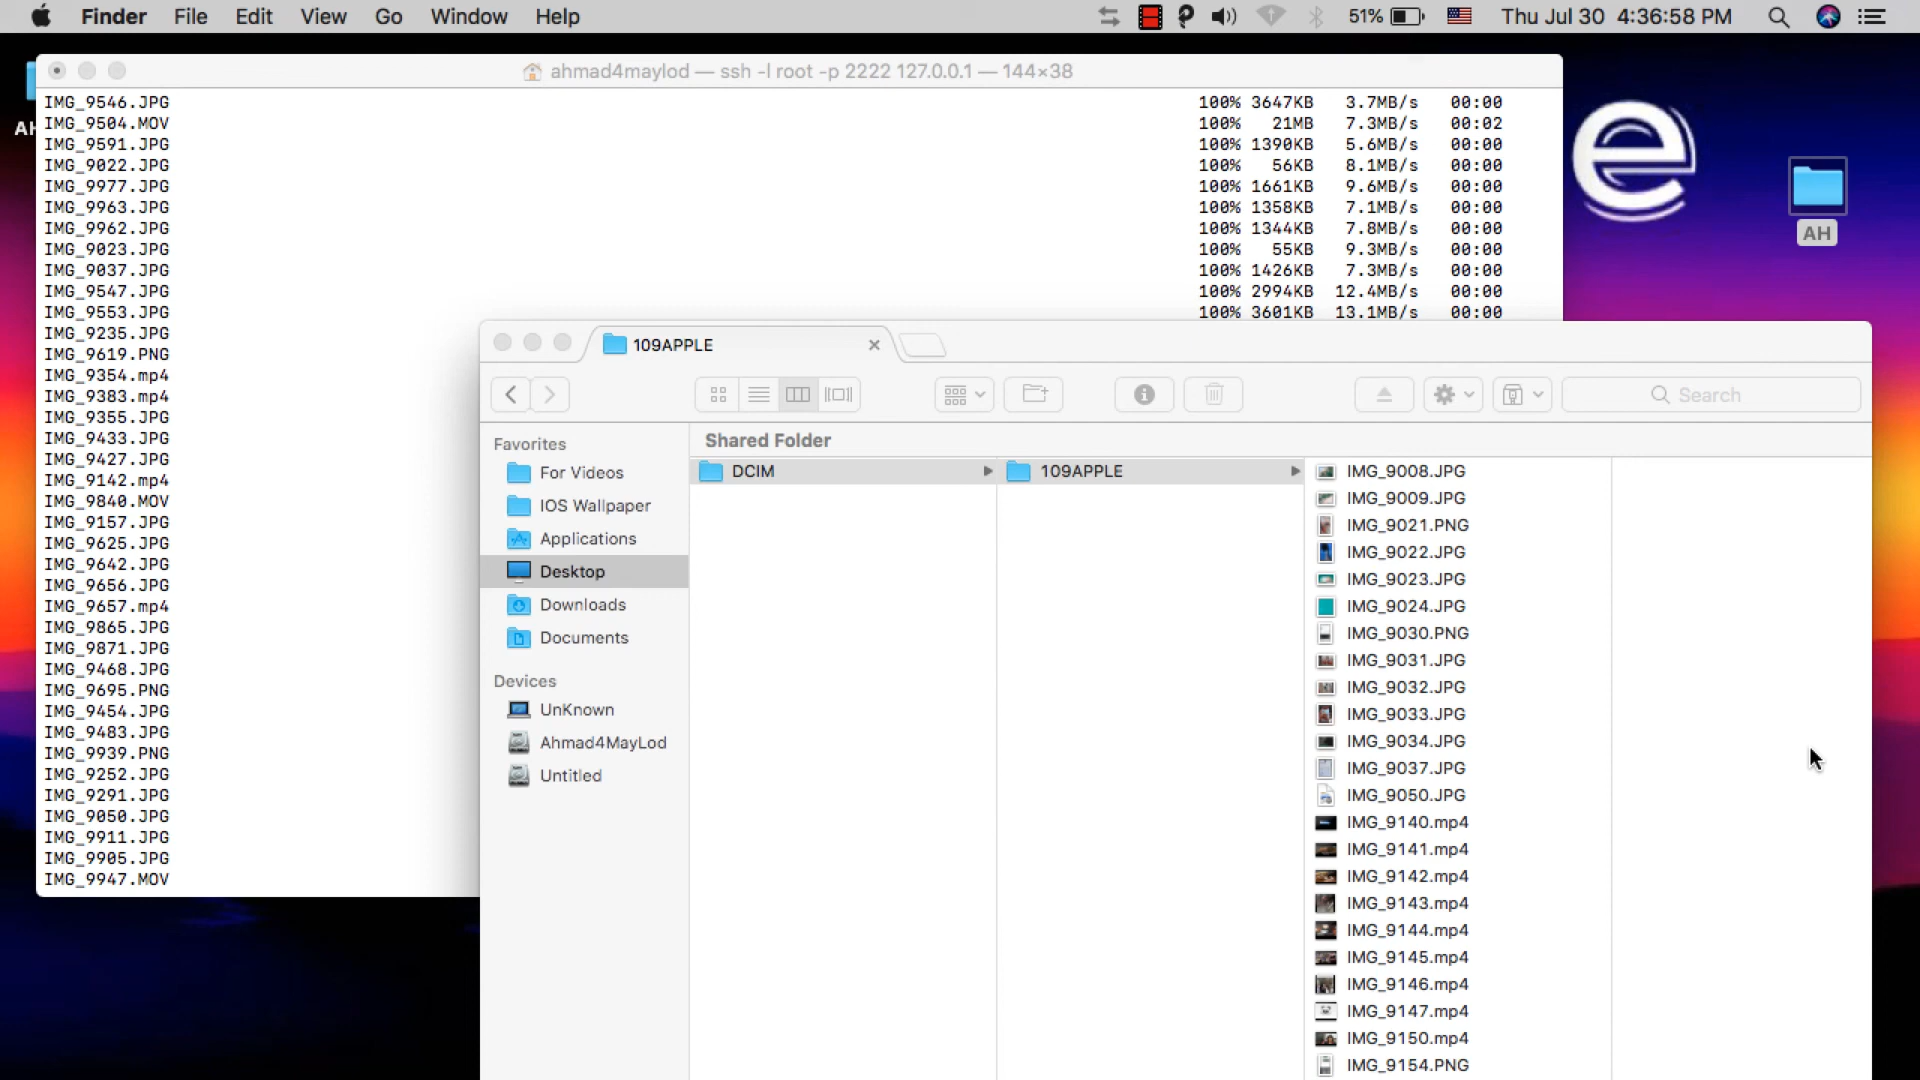 Finder File Edit View Go Window Help 51% Thu Jul 30 4:36:58 PM
ahmad4maylod — ssh -l root -p 2222 127.0.0.1 — 144×38
IMG_9546.JPG 100% 3647KB 3.7MB/s 00:00
IMG_9504.MOV 100% 21MB 7.3MB/s 00:02
IMG_9591.JPG 100% 1390KB 5.6MB/s 00:00
IMG_9022.JPG 100% 56KB 8.1MB/s 00:00
IMG_9977.JPG 100% 1661KB 9.6MB/s 00:00
IMG_9963.JPG 100% 1358KB 7.1MB/s 00:00
IMG_9962.JPG 100% 1344KB 7.8MB/s 00:00
IMG_9023.JPG 100% 55KB 9.3MB/s 00:00
IMG_9037.JPG 100% 1426KB 7.3MB/s 00:00
IMG_9547.JPG 100% 2994KB 12.4MB/s 00:00
IMG_9553.JPG 100% 3601KB 13.1MB/s 00:00
IMG_9235.JPG
IMG_9619.PNG
IMG_9354.mp4
IMG_9383.mp4
IMG_9355.JPG
IMG_9433.JPG
IMG_9427.JPG
IMG_9142.mp4
IMG_9840.MOV
IMG_9157.JPG
IMG_9625.JPG
IMG_9642.JPG
IMG_9656.JPG
IMG_9657.mp4
IMG_9865.JPG
IMG_9871.JPG
IMG_9468.JPG
IMG_9695.PNG
IMG_9454.JPG
IMG_9483.JPG
IMG_9939.PNG
IMG_9252.JPG
IMG_9291.JPG
IMG_9050.JPG
IMG_9911.JPG
IMG_9905.JPG
IMG_9947.MOV
AH
e
AH
109APPLE
Search
Favorites
For Videos
IOS Wallpaper
Applications
Desktop
Downloads
Documents
Devices
UnKnown
Ahmad4MayLod
Untitled
Shared Folder
DCIM
109APPLE
IMG_9008.JPG
IMG_9009.JPG
IMG_9021.PNG
IMG_9022.JPG
IMG_9023.JPG
IMG_9024.JPG
IMG_9030.PNG
IMG_9031.JPG
IMG_9032.JPG
IMG_9033.JPG
IMG_9034.JPG
IMG_9037.JPG
IMG_9050.JPG
IMG_9140.mp4
IMG_9141.mp4
IMG_9142.mp4
IMG_9143.mp4
IMG_9144.mp4
IMG_9145.mp4
IMG_9146.mp4
IMG_9147.mp4
IMG_9150.mp4
IMG_9154.PNG